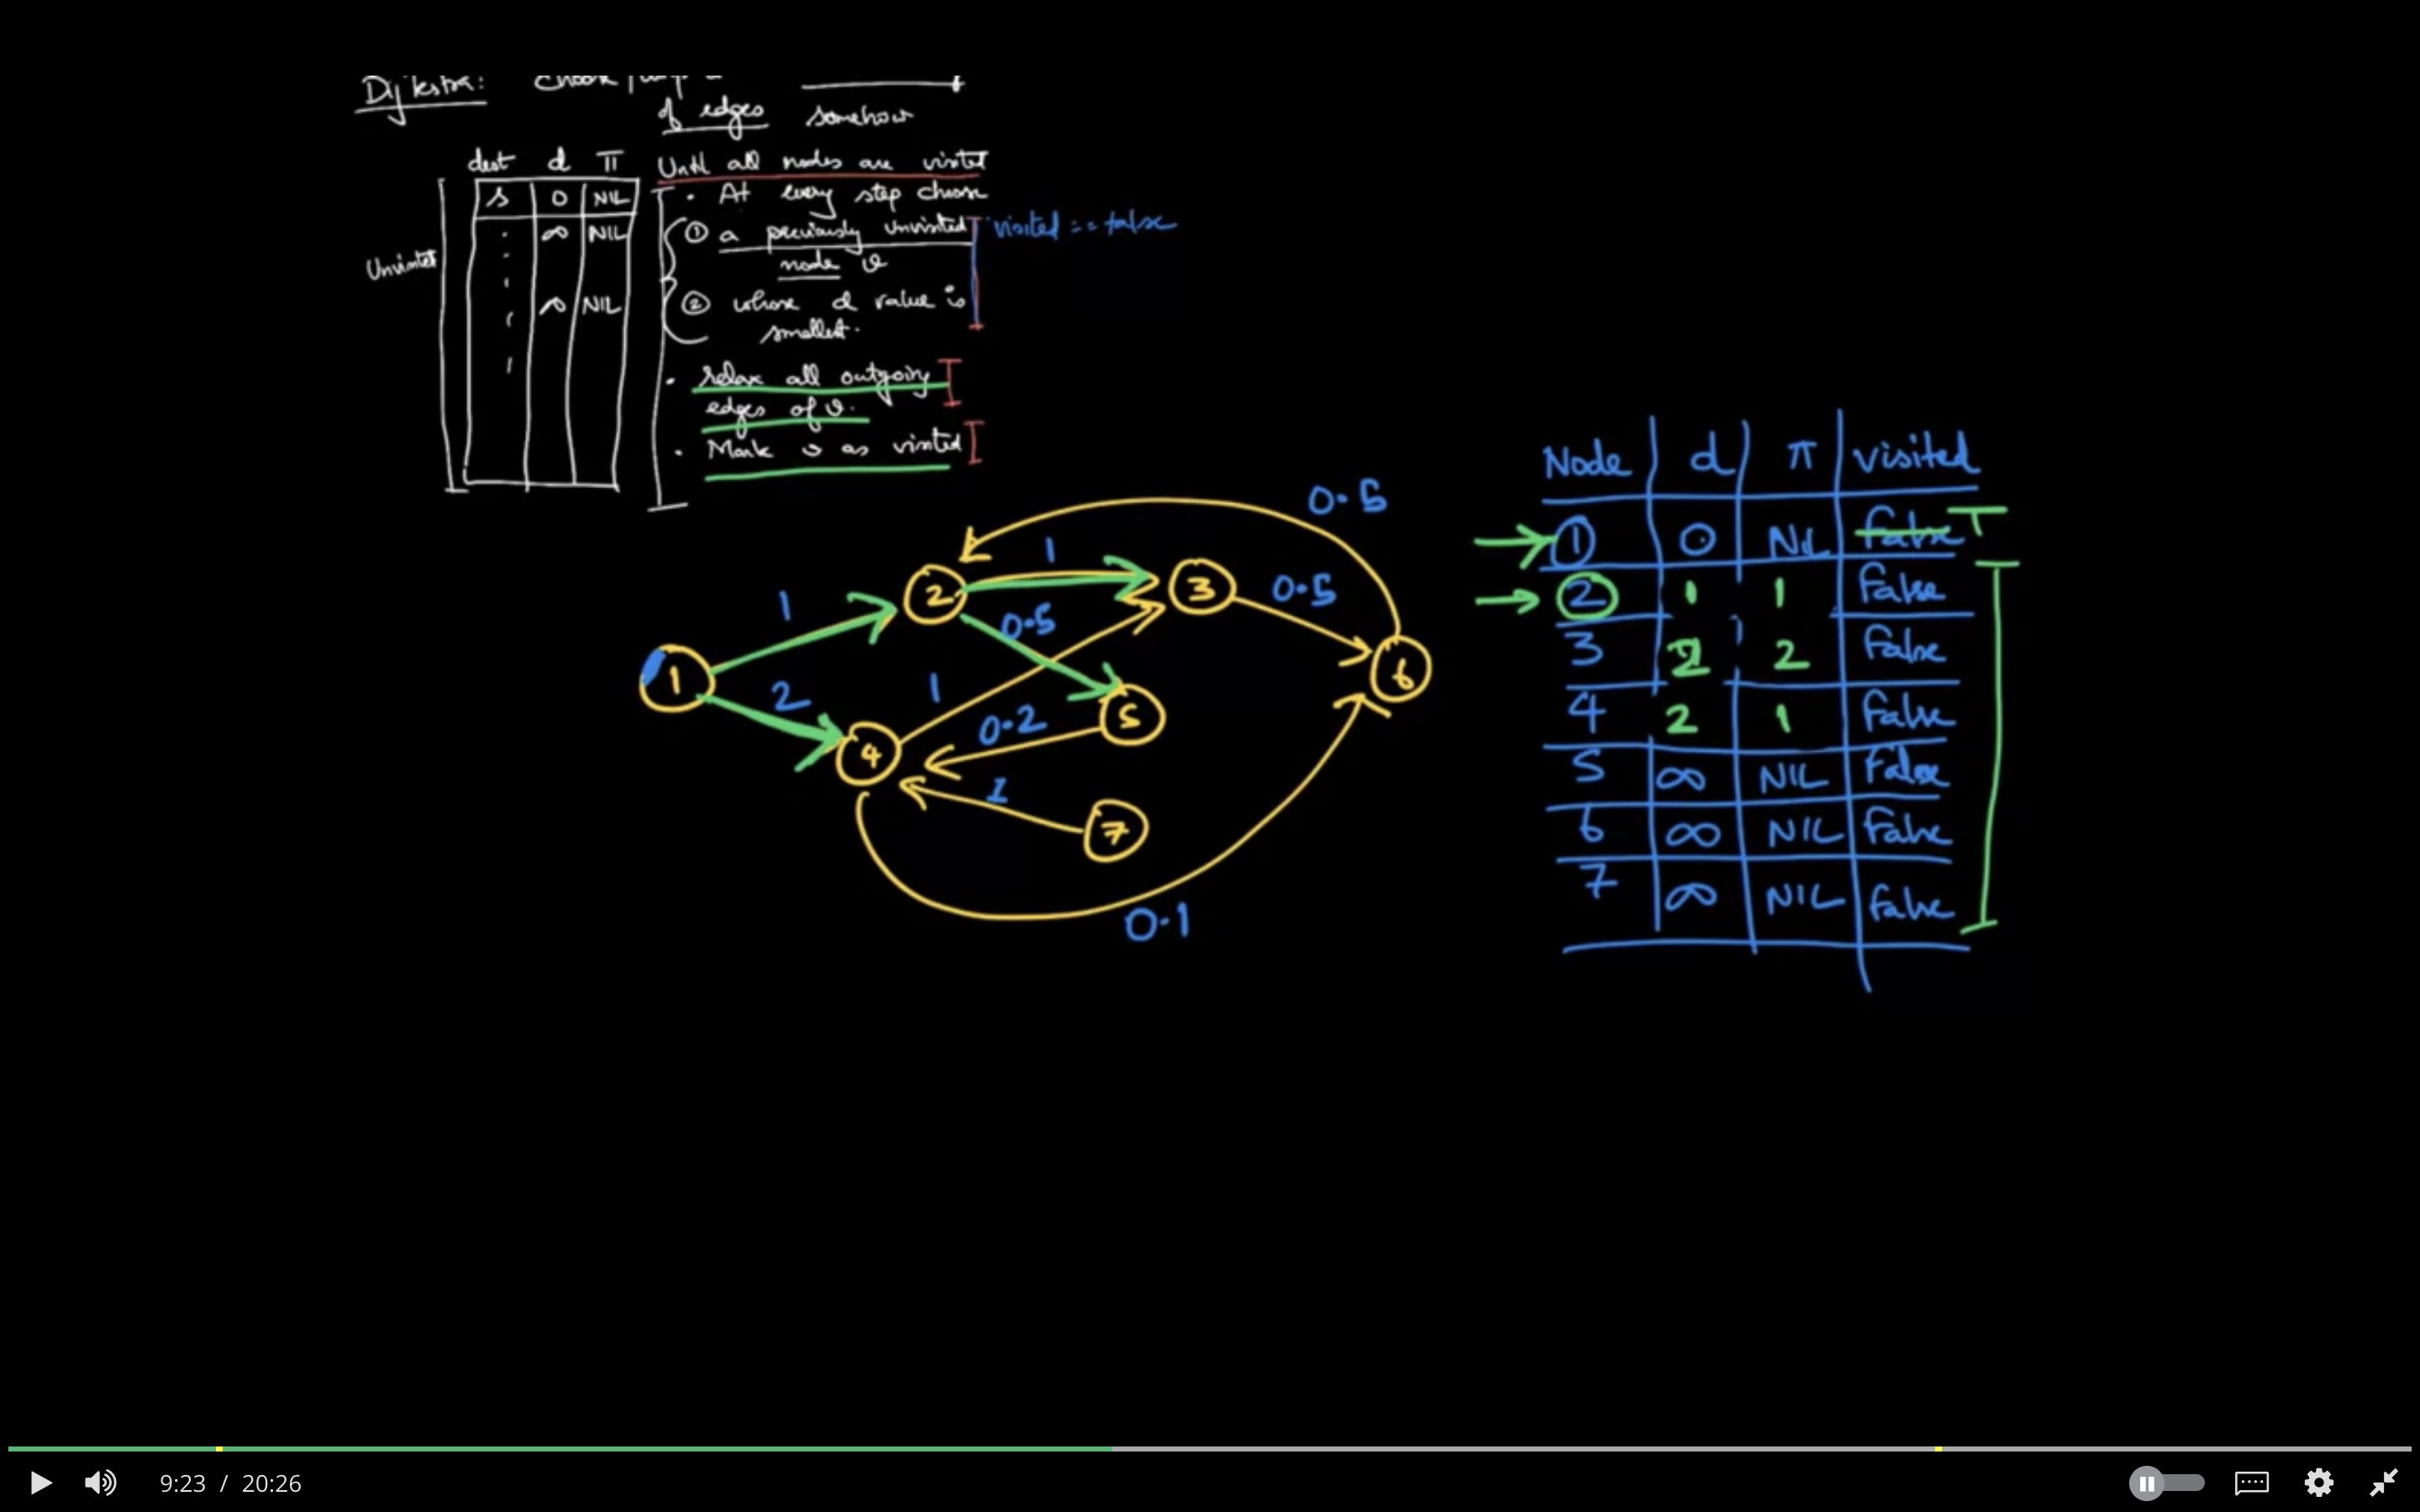 Dijkstra: Choose
of edges somehow
dest d π
Until all nodes are visited
s 0 NIL
• At every step choose
∞ NIL
① a previously unvisited
visited == false
node v
Unvisited
∞ NIL
② whose d value is
smallest.
• relax all outgoing
edges of v.
• Mark v as visited
Node d π visited
1 0 NIL false T
2 1 1 False
3 2 2 False
4 2 1 False
5 ∞ NIL False
6 ∞ NIL False
7 ∞ NIL False
0.5
1
2
3
0.5
1
0.5
1
6
2
1
5
0.2
4
1
7
0.1
9:23 / 20:26